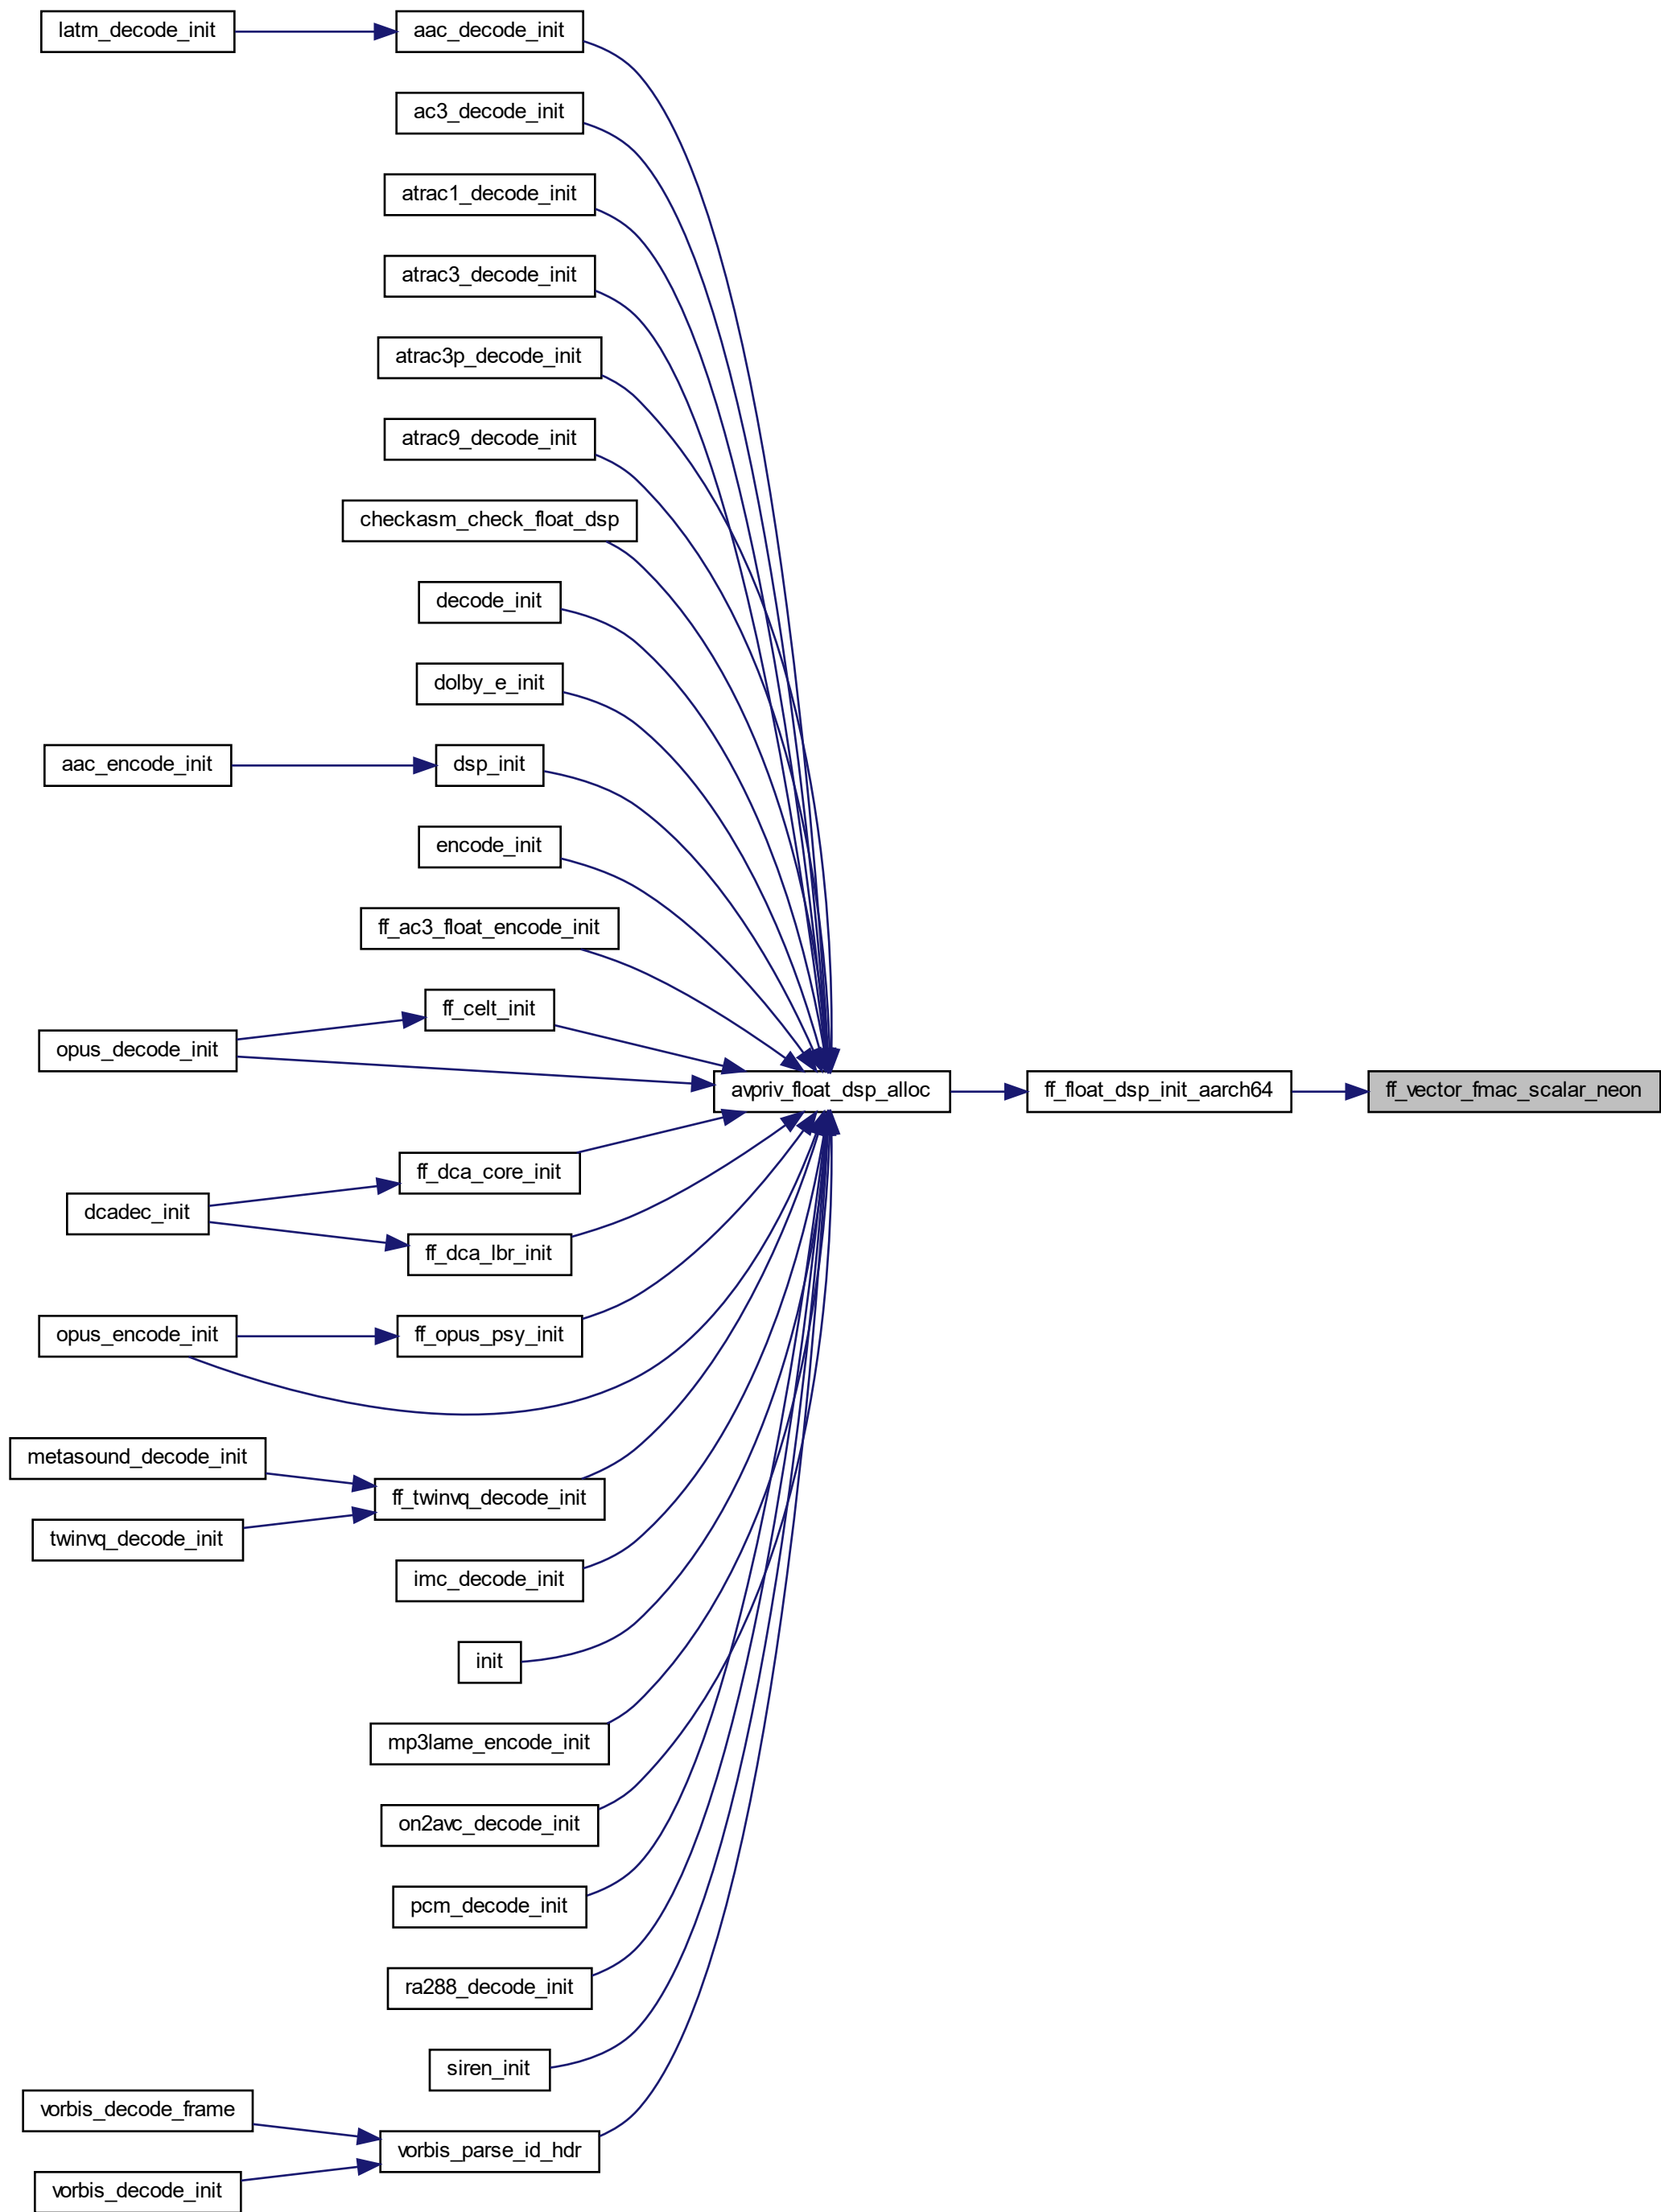 latm_decode_init
aac_decode_init
ac3_decode_init
atrac1_decode_init
atrac3_decode_init
atrac3p_decode_init
atrac9_decode_init
checkasm_check_float_dsp
decode_init
dolby_e_init
aac_encode_init
dsp_init
encode_init
ff_ac3_float_encode_init
ff_celt_init
opus_decode_init
avpriv_float_dsp_alloc
ff_float_dsp_init_aarch64
ff_vector_fmac_scalar_neon
ff_dca_core_init
dcadec_init
ff_dca_lbr_init
opus_encode_init
ff_opus_psy_init
metasound_decode_init
ff_twinvq_decode_init
twinvq_decode_init
imc_decode_init
init
mp3lame_encode_init
on2avc_decode_init
pcm_decode_init
ra288_decode_init
siren_init
vorbis_decode_frame
vorbis_parse_id_hdr
vorbis_decode_init